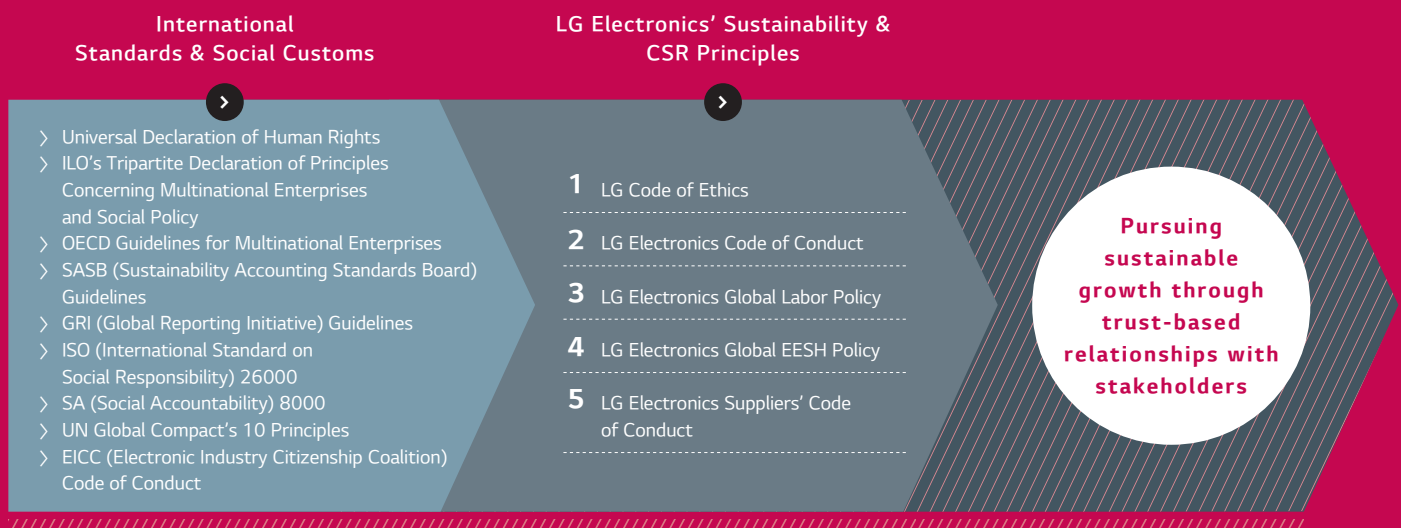 International
Standards & Social Customs
Universal Declaration of Human Rights
ILO's Tripartite Declaration of Principles
Concerning Multinational Enterprises
and Social Policy
OECD Guidelines for Multinational Enterprises
SASB (Sustainability Accounting Standards Board)
Guidelines
GRI (Global Reporting Initiative) Guidelines
ISO (International Standard on
Social Responsibility) 26000
SA (Social Accountability) 8000
UN Global Compact's 10 Principles
EICC (Electronic Industry Citizenship Coalition)
Code of Conduct
LG Electronics' Sustainability &
CSR Principles
1 LG Code of Ethics
2 LG Electronics Code of Conduct
3 LG Electronics Global Labor Policy
4 LG Electronics Global EESH Policy
5 LG Electronics Suppliers' Code
of Conduct
Pursuing
sustainable
growth through
trust-based
relationships with
stakeholders